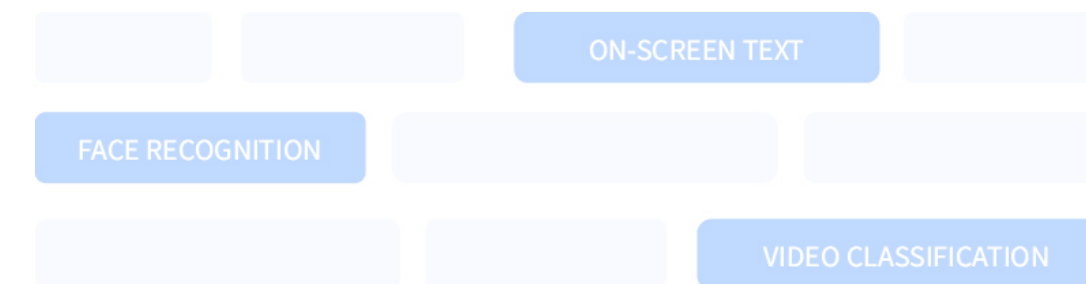 ON-SCREEN TEXT
FACE RECOGNITION
VIDEO CLASSIFICATION